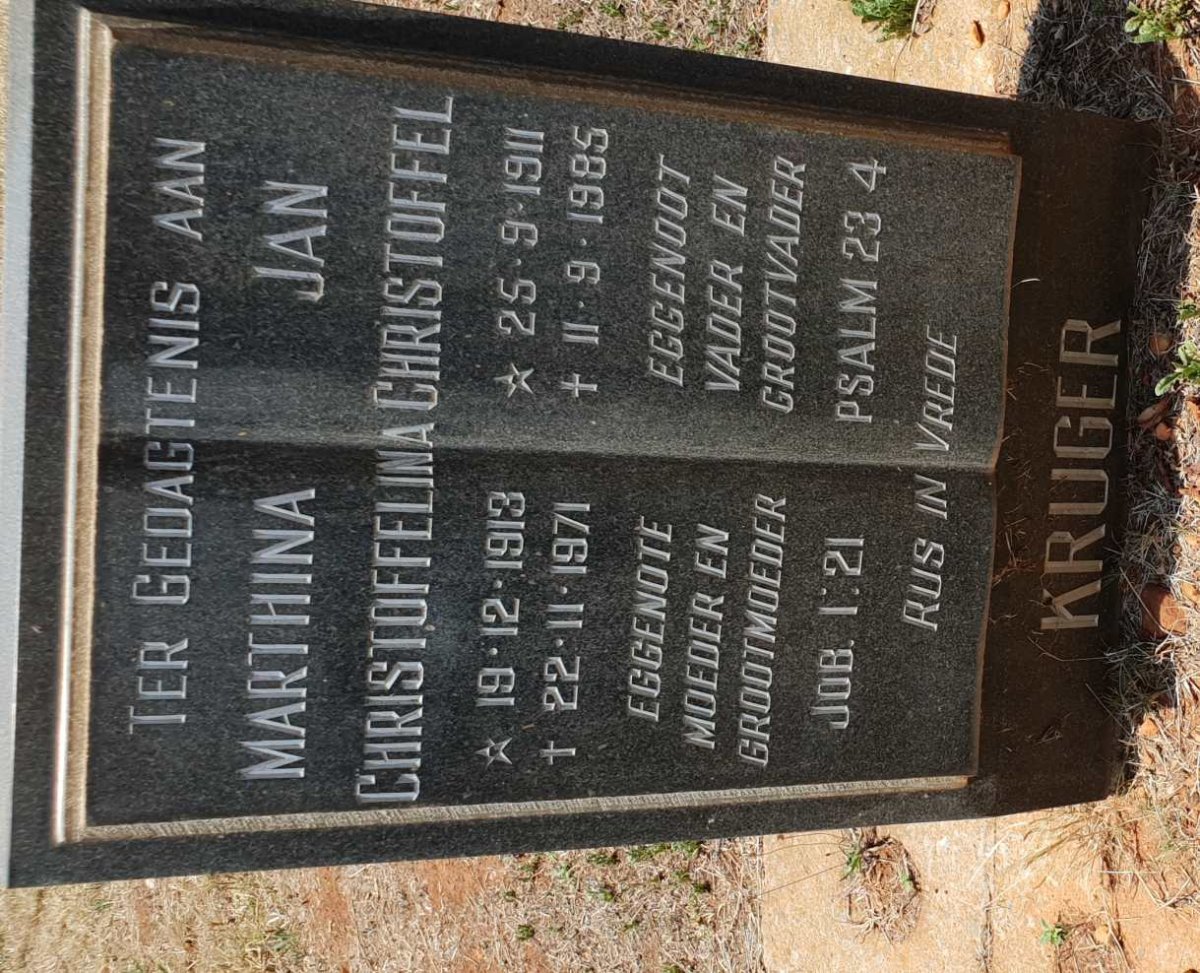 TER GEDAGTENIS AAN
MARTHINA
CHRISTOFFELINA
★ 19·12·1913
✝ 22·11·1971
EGGENOTE
MOEDER EN
GROOTMOEDER
JOB. 1:21
JAN
CHRISTOFFEL
★ 25·9·1911
✝ 11·9·1985
EGGENOOT
VADER EN
GROOTVADER
PSALM 23 4
RUS IN VREDE
KRUGER